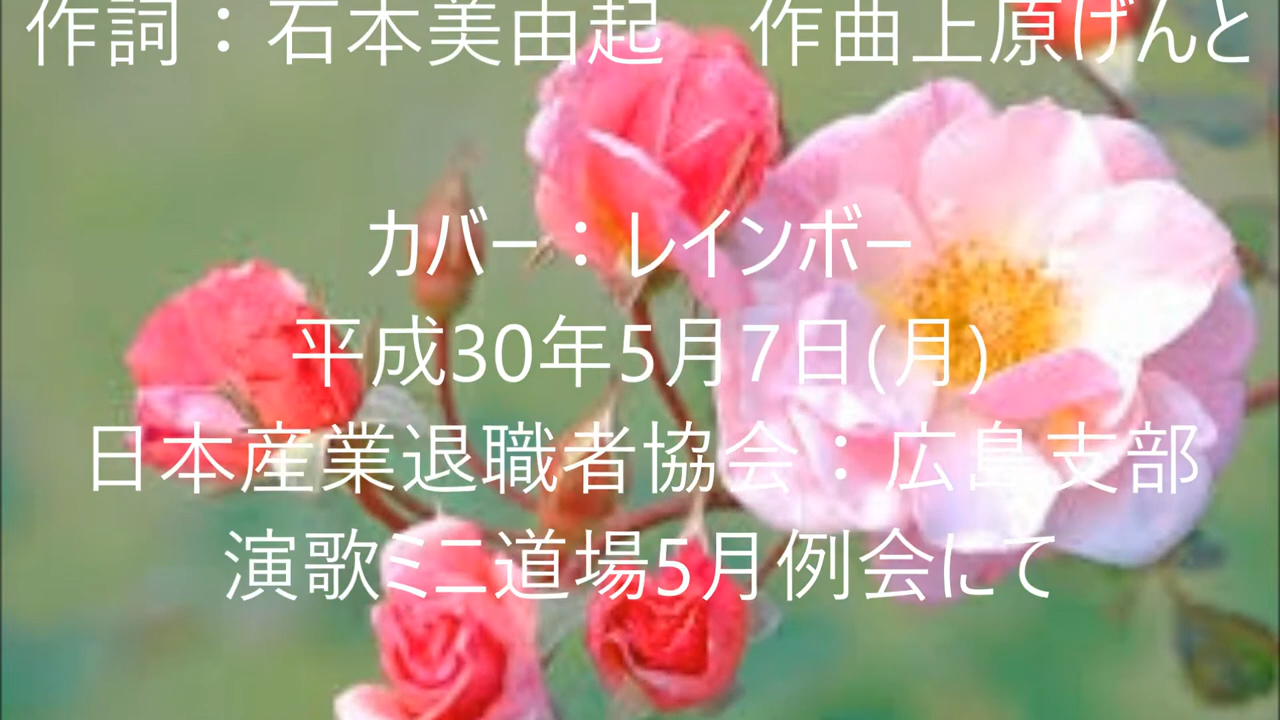 作詞：石本美由起　作曲上原げんと
カバー：レインボー
平成30年5月7日(月)
日本産業退職者協会：広島支部
演歌ミニ道場5月例会にて